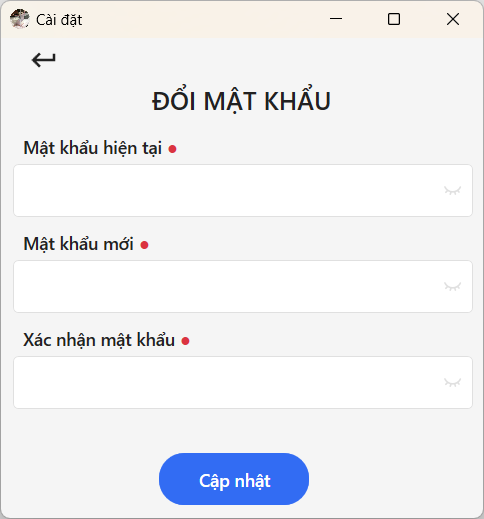 Cài đặt
ĐỔI MẬT KHẨU
Mật khẩu hiện tại
Mật khẩu mới
Xác nhận mật khẩu
Cập nhật